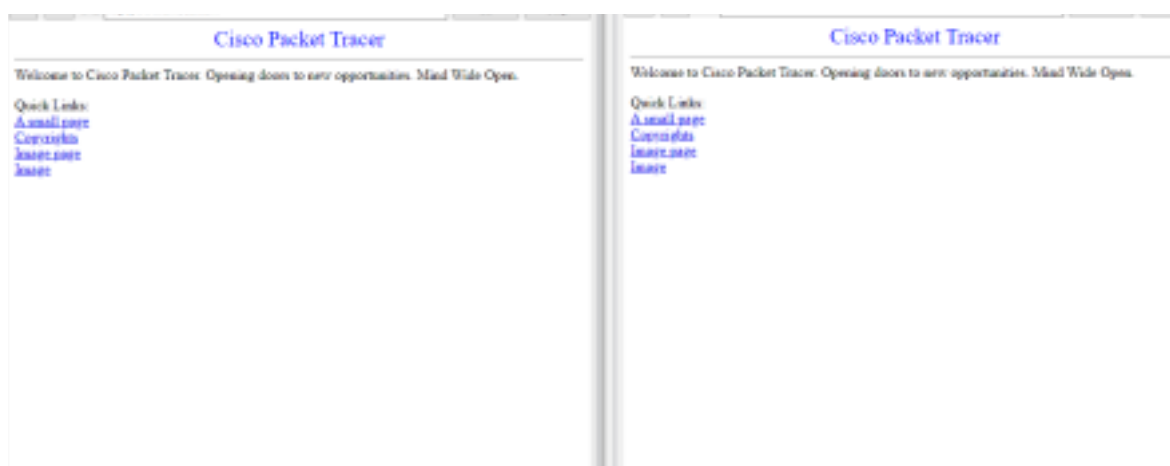 Cisco Packet Tracer
Welcome to Cisco Packet Tracer. Opening doors to new opportunities. Mind Wide Open.
Quick Links:
A small page
Copyrights
Image page
Image
Cisco Packet Tracer
Welcome to Cisco Packet Tracer. Opening doors to new opportunities. Mind Wide Open.
Quick Links:
A small page
Copyrights
Image page
Image